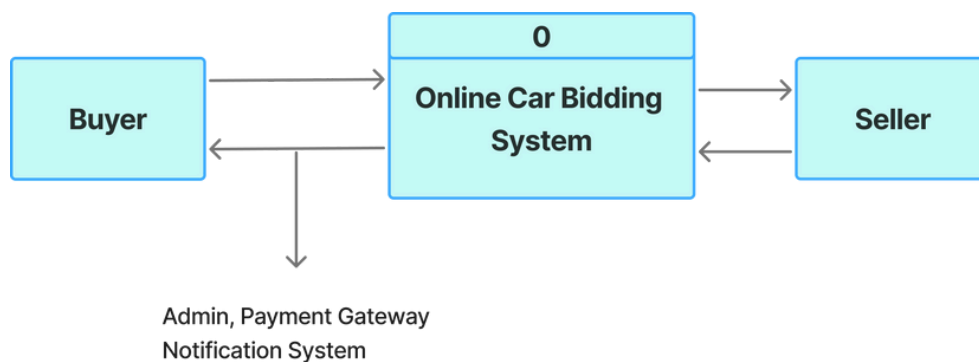 0
Buyer
Online Car Bidding
System
Seller
Admin, Payment Gateway
Notification System